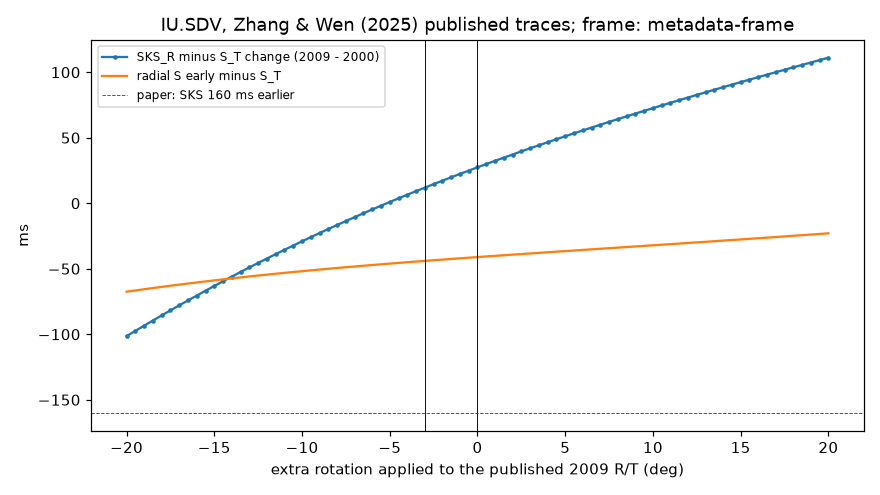 IU.SDV, Zhang & Wen (2025) published traces; frame: metadata-frame
SKS_R minus S_T change (2009 - 2000)
radial S early minus S_T
paper: SKS 160 ms earlier
100
50
0
−50
−100
−150
ms
−20
−15
−10
−5
0
5
10
15
20
extra rotation applied to the published 2009 R/T (deg)